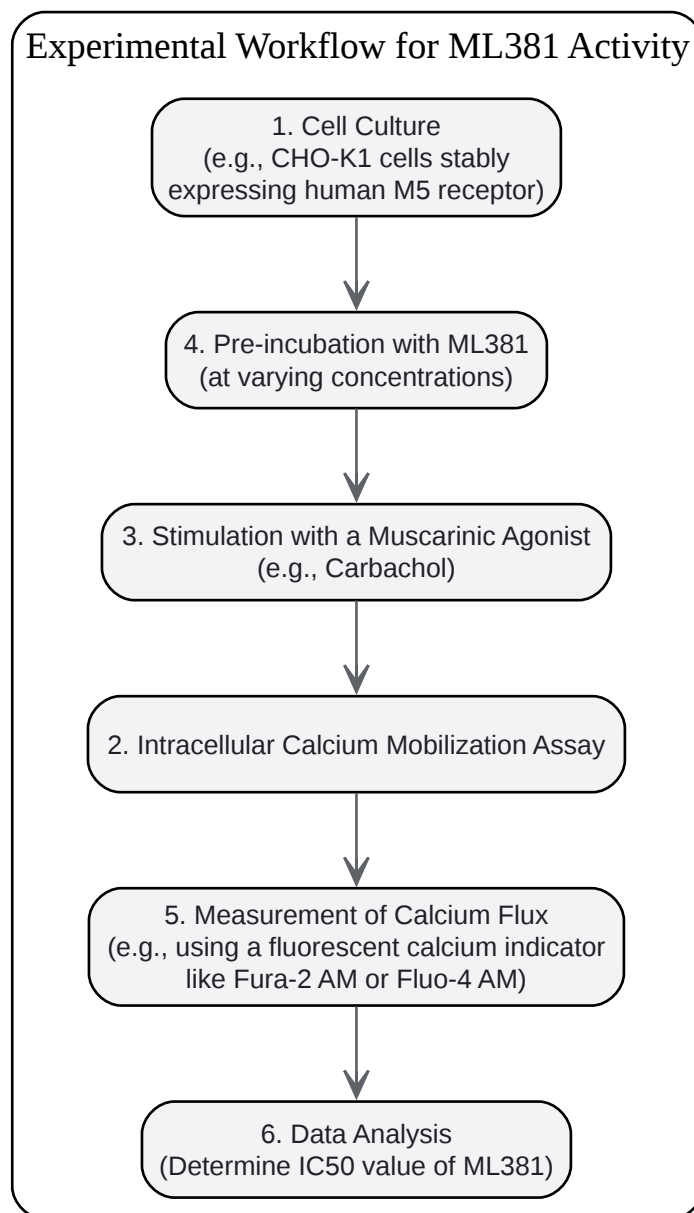 Experimental Workflow for ML381 Activity
1. Cell Culture
(e.g., CHO-K1 cells stably
expressing human M5 receptor)
4. Pre-incubation with ML381
(at varying concentrations)
3. Stimulation with a Muscarinic Agonist
(e.g., Carbachol)
2. Intracellular Calcium Mobilization Assay
5. Measurement of Calcium Flux
(e.g., using a fluorescent calcium indicator
like Fura-2 AM or Fluo-4 AM)
6. Data Analysis
(Determine IC50 value of ML381)